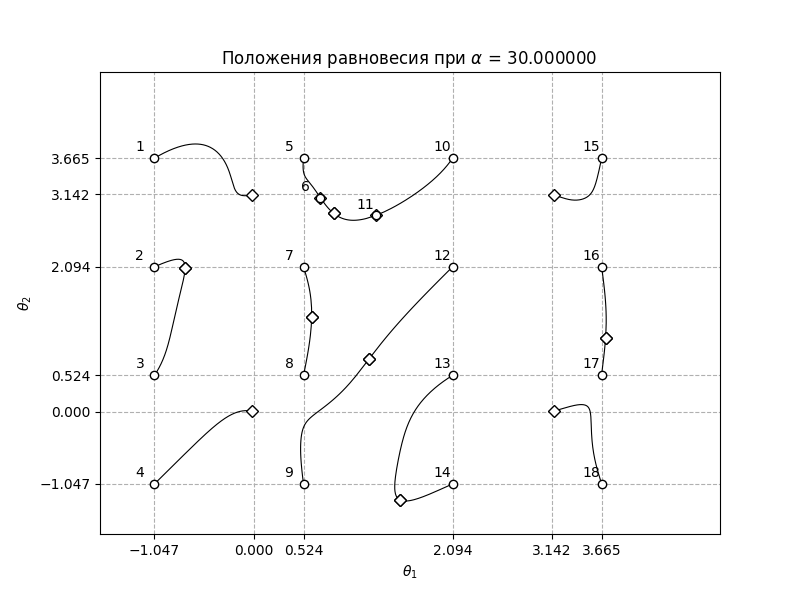 Положения равновесия при α = 30.000000
1 5 10 15
3.665
6
3.142
11
2 7 12 16
2.094
3 8 13 17
0.524
0.000
4 9 14 18
−1.047
θ₂
−1.047 0.000 0.524 2.094 3.142 3.665
θ₁